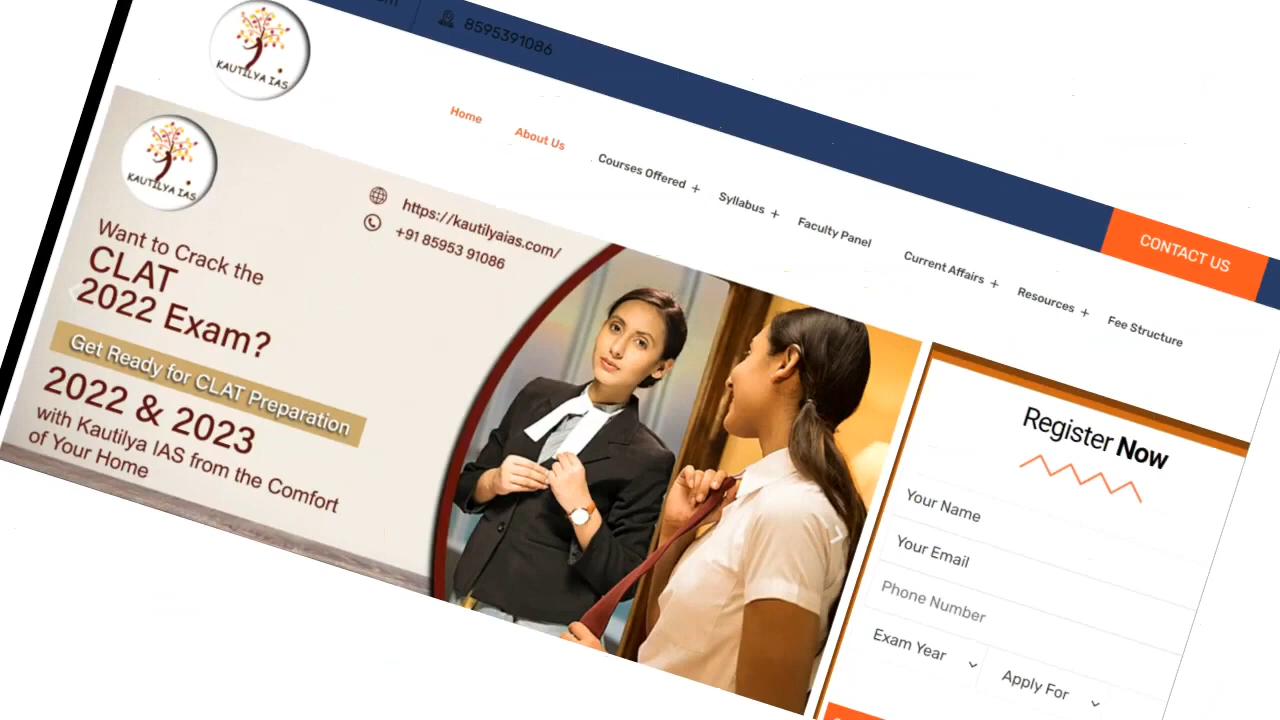 8595391086
KAUTILYA IAS
Home
About Us
Courses Offered +
Syllabus +
Faculty Panel
Current Affairs +
Resources +
Fee Structure
CONTACT US
KAUTILYA IAS
https://kautilyaias.com/
+91 85953 91086
Want to Crack the
CLAT
2022 Exam?
Get Ready for CLAT Preparation
2022 & 2023
with Kautilya IAS from the Comfort
of Your Home
Register Now
Your Name
Your Email
Phone Number
Exam Year
Apply For